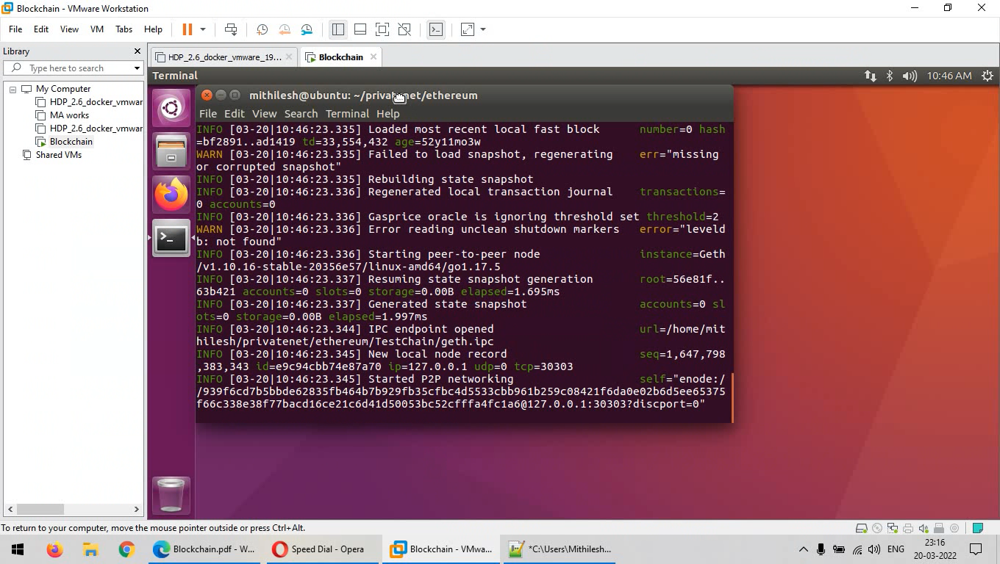 Blockchain - VMware Workstation
File Edit View VM Tabs Help
Library
Type here to search
My Computer
HDP_2.6_docker_vmwar
MA works
HDP_2.6_docker_vmwar
Blockchain
Shared VMs
HDP_2.6_docker_vmware_19... Blockchain
Terminal 10:46 AM
mithilesh@ubuntu: ~/privatenet/ethereum
File Edit View Search Terminal Help
INFO [03-20|10:46:23.335] Loaded most recent local fast block number=0 hash
=bf2891..ad1419 td=33,554,432 age=52y11mo3w
WARN [03-20|10:46:23.335] Failed to load snapshot, regenerating err="missing
or corrupted snapshot"
INFO [03-20|10:46:23.335] Rebuilding state snapshot
INFO [03-20|10:46:23.336] Regenerated local transaction journal transactions=
0 accounts=0
INFO [03-20|10:46:23.336] Gasprice oracle is ignoring threshold set threshold=2
WARN [03-20|10:46:23.336] Error reading unclean shutdown markers error="leveld
b: not found"
INFO [03-20|10:46:23.336] Starting peer-to-peer node instance=Geth
/v1.10.16-stable-20356e57/linux-amd64/go1.17.5
INFO [03-20|10:46:23.337] Resuming state snapshot generation root=56e81f..
63b421 accounts=0 slots=0 storage=0.00B elapsed=1.695ms
INFO [03-20|10:46:23.337] Generated state snapshot accounts=0 sl
ots=0 storage=0.00B elapsed=1.997ms
INFO [03-20|10:46:23.344] IPC endpoint opened url=/home/mit
hilesh/privatenet/ethereum/TestChain/geth.ipc
INFO [03-20|10:46:23.345] New local node record seq=1,647,798
,383,343 id=e9c94cbb74e87a70 ip=127.0.0.1 udp=0 tcp=30303
INFO [03-20|10:46:23.345] Started P2P networking self="enode:/
/939f6cd7b5bbde62835fb464b7b929fb35cfbc4d5533cbb961b259c08421f6da0e02b6d5ee65375
f66c338e38f77bacd16ce21c6d41d50053bc52cfffa4fc1a6@127.0.0.1:30303?discport=0"
To return to your computer, move the mouse pointer outside or press Ctrl+Alt.
Blockchain.pdf - W... Speed Dial - Opera Blockchain - VMwa... *C:\Users\Mithilesh... ENG 23:16
20-03-2022